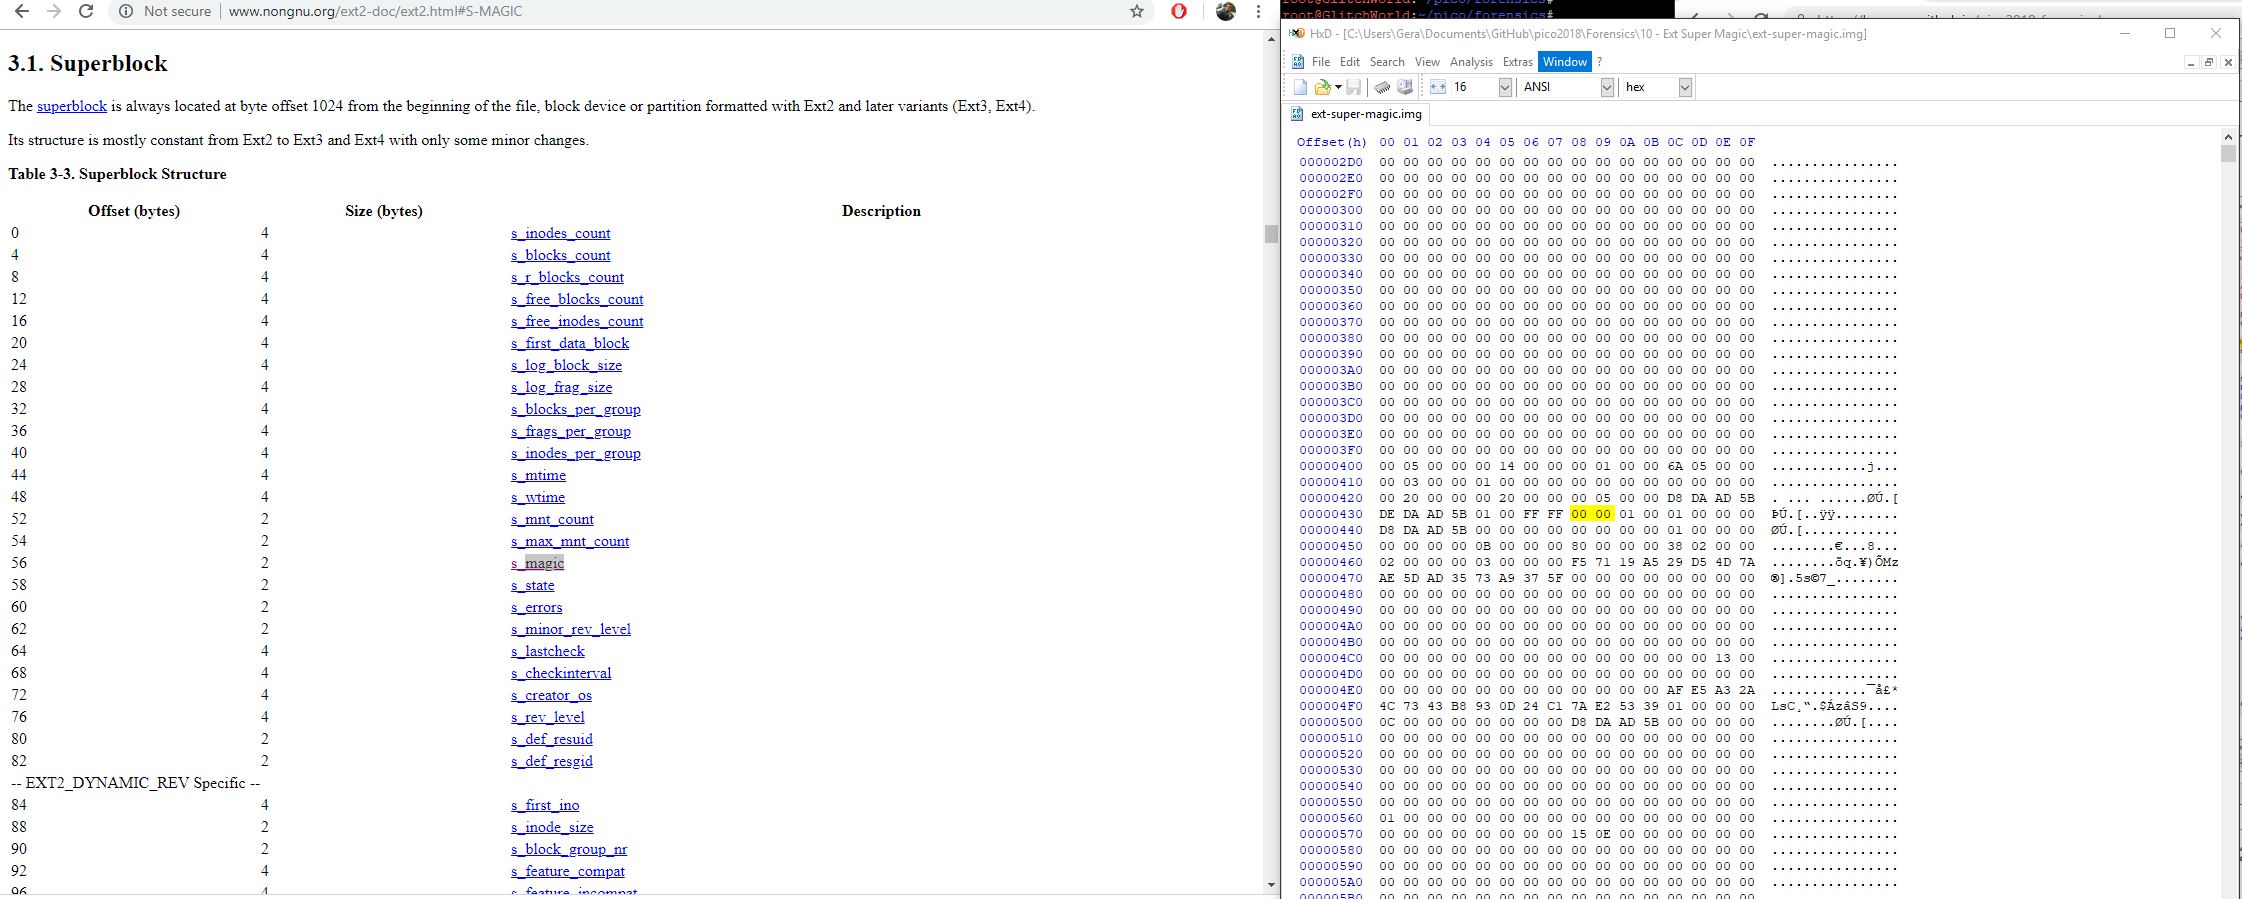 Not secure | www.nongnu.org/ext2-doc/ext2.html#S-MAGIC
3.1. Superblock
The superblock is always located at byte offset 1024 from the beginning of the file, block device or partition formatted with Ext2 and later variants (Ext3, Ext4).
Its structure is mostly constant from Ext2 to Ext3 and Ext4 with only some minor changes.
Table 3-3. Superblock Structure
Offset (bytes) Size (bytes) Description
0 4 s_inodes_count
4 4 s_blocks_count
8 4 s_r_blocks_count
12 4 s_free_blocks_count
16 4 s_free_inodes_count
20 4 s_first_data_block
24 4 s_log_block_size
28 4 s_log_frag_size
32 4 s_blocks_per_group
36 4 s_frags_per_group
40 4 s_inodes_per_group
44 4 s_mtime
48 4 s_wtime
52 2 s_mnt_count
54 2 s_max_mnt_count
56 2 s_magic
58 2 s_state
60 2 s_errors
62 2 s_minor_rev_level
64 4 s_lastcheck
68 4 s_checkinterval
72 4 s_creator_os
76 4 s_rev_level
80 2 s_def_resuid
82 2 s_def_resgid
-- EXT2_DYNAMIC_REV Specific --
84 4 s_first_ino
88 2 s_inode_size
90 2 s_block_group_nr
92 4 s_feature_compat
96 4 s_feature_incompat
root@GlitchWorld:~/pico/forensics#
HxD - [C:\Users\Gera\Documents\GitHub\pico2018\Forensics\10 - Ext Super Magic\ext-super-magic.img]
File Edit Search View Analysis Extras Window ?
16 ANSI hex
ext-super-magic.img
Offset(h) 00 01 02 03 04 05 06 07 08 09 0A 0B 0C 0D 0E 0F
000002D0 00 00 00 00 00 00 00 00 00 00 00 00 00 00 00 00 ................
000002E0 00 00 00 00 00 00 00 00 00 00 00 00 00 00 00 00 ................
000002F0 00 00 00 00 00 00 00 00 00 00 00 00 00 00 00 00 ................
00000300 00 00 00 00 00 00 00 00 00 00 00 00 00 00 00 00 ................
00000310 00 00 00 00 00 00 00 00 00 00 00 00 00 00 00 00 ................
00000320 00 00 00 00 00 00 00 00 00 00 00 00 00 00 00 00 ................
00000330 00 00 00 00 00 00 00 00 00 00 00 00 00 00 00 00 ................
00000340 00 00 00 00 00 00 00 00 00 00 00 00 00 00 00 00 ................
00000350 00 00 00 00 00 00 00 00 00 00 00 00 00 00 00 00 ................
00000360 00 00 00 00 00 00 00 00 00 00 00 00 00 00 00 00 ................
00000370 00 00 00 00 00 00 00 00 00 00 00 00 00 00 00 00 ................
00000380 00 00 00 00 00 00 00 00 00 00 00 00 00 00 00 00 ................
00000390 00 00 00 00 00 00 00 00 00 00 00 00 00 00 00 00 ................
000003A0 00 00 00 00 00 00 00 00 00 00 00 00 00 00 00 00 ................
000003B0 00 00 00 00 00 00 00 00 00 00 00 00 00 00 00 00 ................
000003C0 00 00 00 00 00 00 00 00 00 00 00 00 00 00 00 00 ................
000003D0 00 00 00 00 00 00 00 00 00 00 00 00 00 00 00 00 ................
000003E0 00 00 00 00 00 00 00 00 00 00 00 00 00 00 00 00 ................
000003F0 00 00 00 00 00 00 00 00 00 00 00 00 00 00 00 00 ................
00000400 00 05 00 00 00 14 00 00 00 01 00 00 6A 05 00 00 ............j...
00000410 00 03 00 00 01 00 00 00 00 00 00 00 00 00 00 00 ................
00000420 00 20 00 00 00 20 00 00 00 05 00 00 D8 DA AD 5B . ... ......ØÚ.[
00000430 DE DA AD 5B 01 00 FF FF 00 00 01 00 01 00 00 00 ÞÚ.[..ÿÿ........
00000440 D8 DA AD 5B 00 00 00 00 00 00 00 00 01 00 00 00 ØÚ.[............
00000450 00 00 00 00 0B 00 00 00 80 00 00 00 38 02 00 00 ........€...8...
00000460 02 00 00 00 03 00 00 00 F5 71 19 A5 29 D5 4D 7A ........õq.¥)ÕMz
00000470 AE 5D AD 35 73 A9 37 5F 00 00 00 00 00 00 00 00 ®].5s©7_........
00000480 00 00 00 00 00 00 00 00 00 00 00 00 00 00 00 00 ................
00000490 00 00 00 00 00 00 00 00 00 00 00 00 00 00 00 00 ................
000004A0 00 00 00 00 00 00 00 00 00 00 00 00 00 00 00 00 ................
000004B0 00 00 00 00 00 00 00 00 00 00 00 00 00 00 00 00 ................
000004C0 00 00 00 00 00 00 00 00 00 00 00 00 00 00 13 00 ................
000004D0 00 00 00 00 00 00 00 00 00 00 00 00 00 00 00 00 ................
000004E0 00 00 00 00 00 00 00 00 00 00 00 00 AF E5 A3 2A ............¯å£*
000004F0 4C 73 43 B8 93 0D 24 C1 7A E2 53 39 01 00 00 00 LsC¸“.$ÁzâS9....
00000500 0C 00 00 00 00 00 00 00 D8 DA AD 5B 00 00 00 00 ........ØÚ.[....
00000510 00 00 00 00 00 00 00 00 00 00 00 00 00 00 00 00 ................
00000520 00 00 00 00 00 00 00 00 00 00 00 00 00 00 00 00 ................
00000530 00 00 00 00 00 00 00 00 00 00 00 00 00 00 00 00 ................
00000540 00 00 00 00 00 00 00 00 00 00 00 00 00 00 00 00 ................
00000550 00 00 00 00 00 00 00 00 00 00 00 00 00 00 00 00 ................
00000560 01 00 00 00 00 00 00 00 00 00 00 00 00 00 00 00 ................
00000570 00 00 00 00 00 00 00 00 15 0E 00 00 00 00 00 00 ................
00000580 00 00 00 00 00 00 00 00 00 00 00 00 00 00 00 00 ................
00000590 00 00 00 00 00 00 00 00 00 00 00 00 00 00 00 00 ................
000005A0 00 00 00 00 00 00 00 00 00 00 00 00 00 00 00 00 ................
000005B0 00 00 00 00 00 00 00 00 00 00 00 00 00 00 00 00 ................